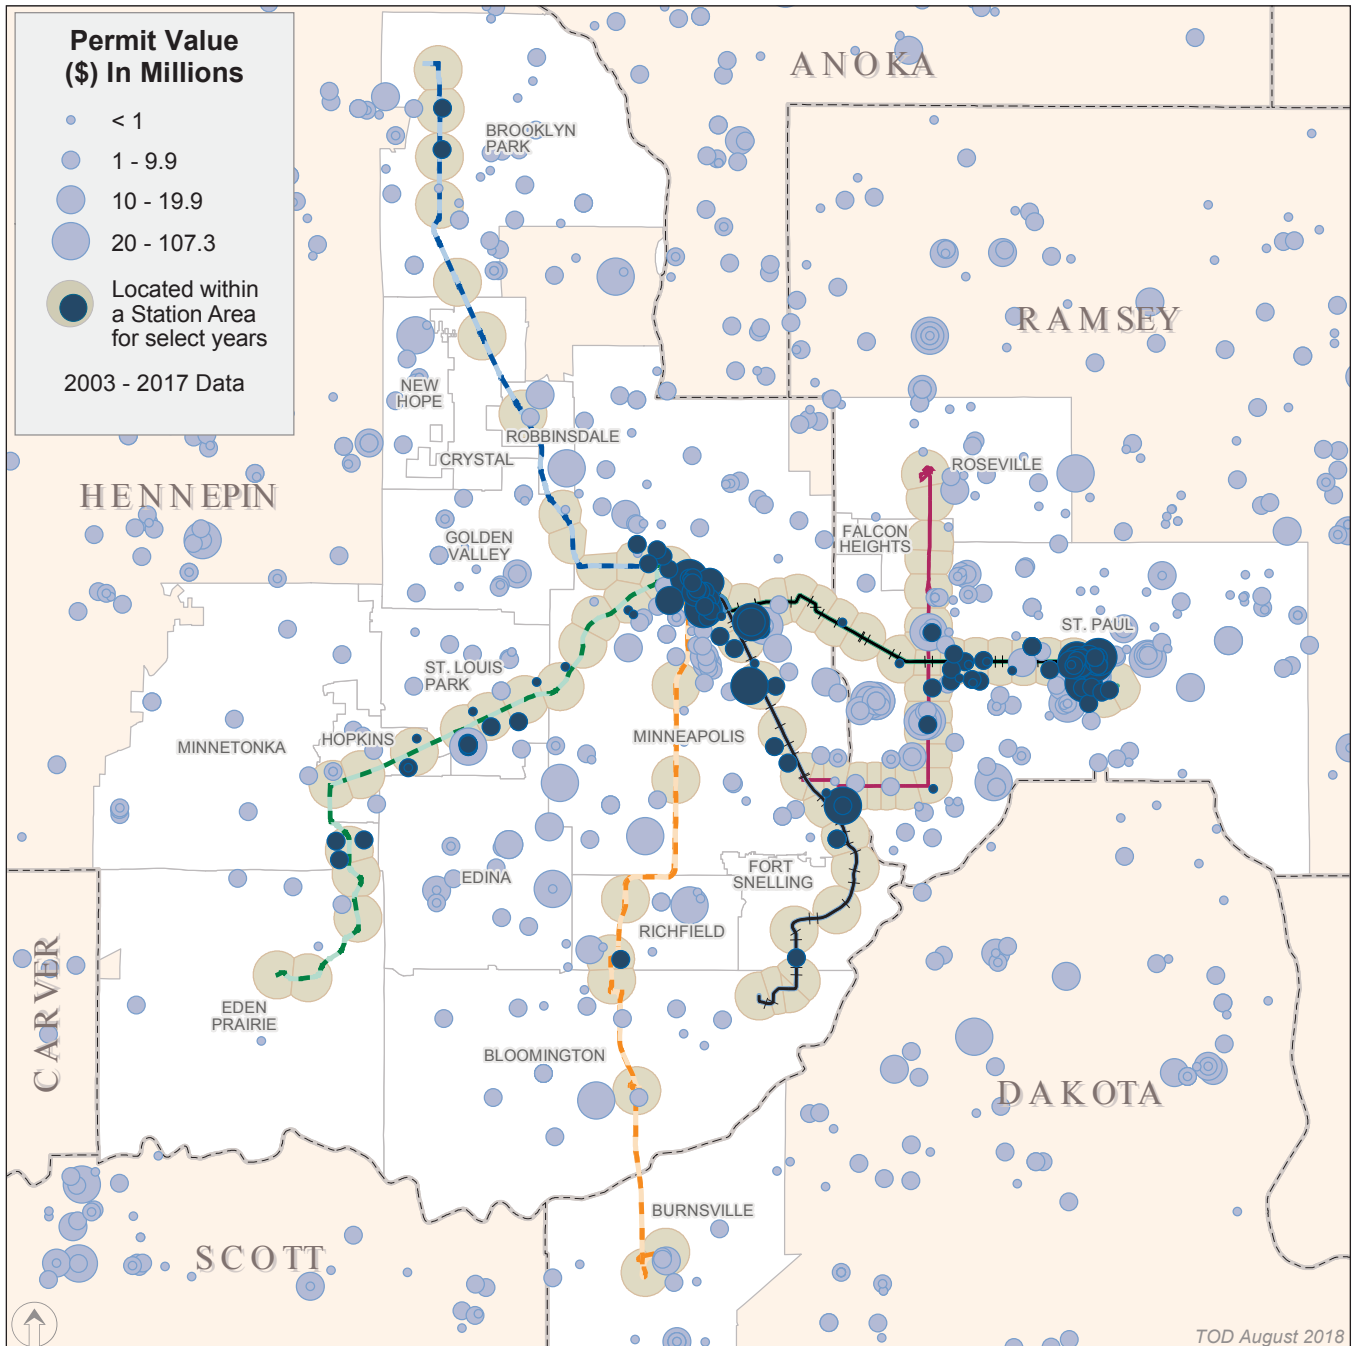 Permit Value
($) In Millions
< 1
1 - 9.9
10 - 19.9
20 - 107.3
Located within
a Station Area
for select years
2003 - 2017 Data
ANOKA
BROOKLYN
PARK
RAMSEY
NEW
HOPE
ROBBINSDALE
CRYSTAL
ROSEVILLE
HENNEPIN
GOLDEN
VALLEY
FALCON
HEIGHTS
ST. PAUL
ST. LOUIS
PARK
MINNETONKA
HOPKINS
MINNEAPOLIS
EDINA
FORT
SNELLING
RICHFIELD
CARVER
EDEN
PRAIRIE
BLOOMINGTON
DAKOTA
BURNSVILLE
SCOTT
TOD August 2018